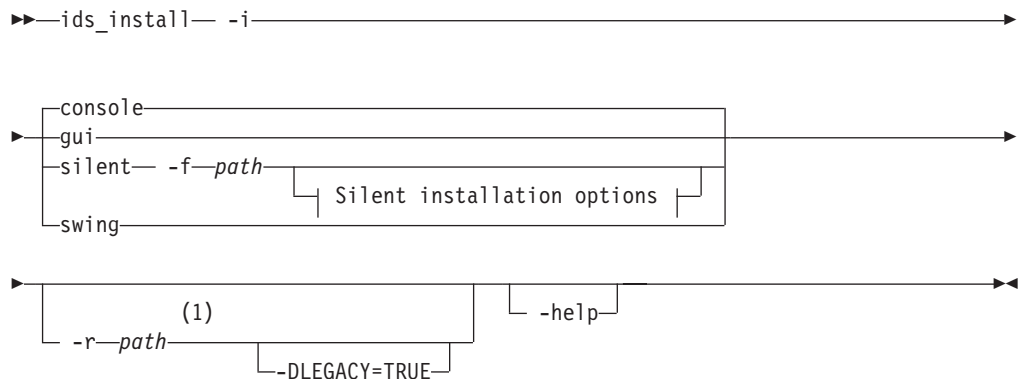 ids_install -i
console
gui
silent -f path
Silent installation options
swing
(1)
-r path
-help
-DLEGACY=TRUE